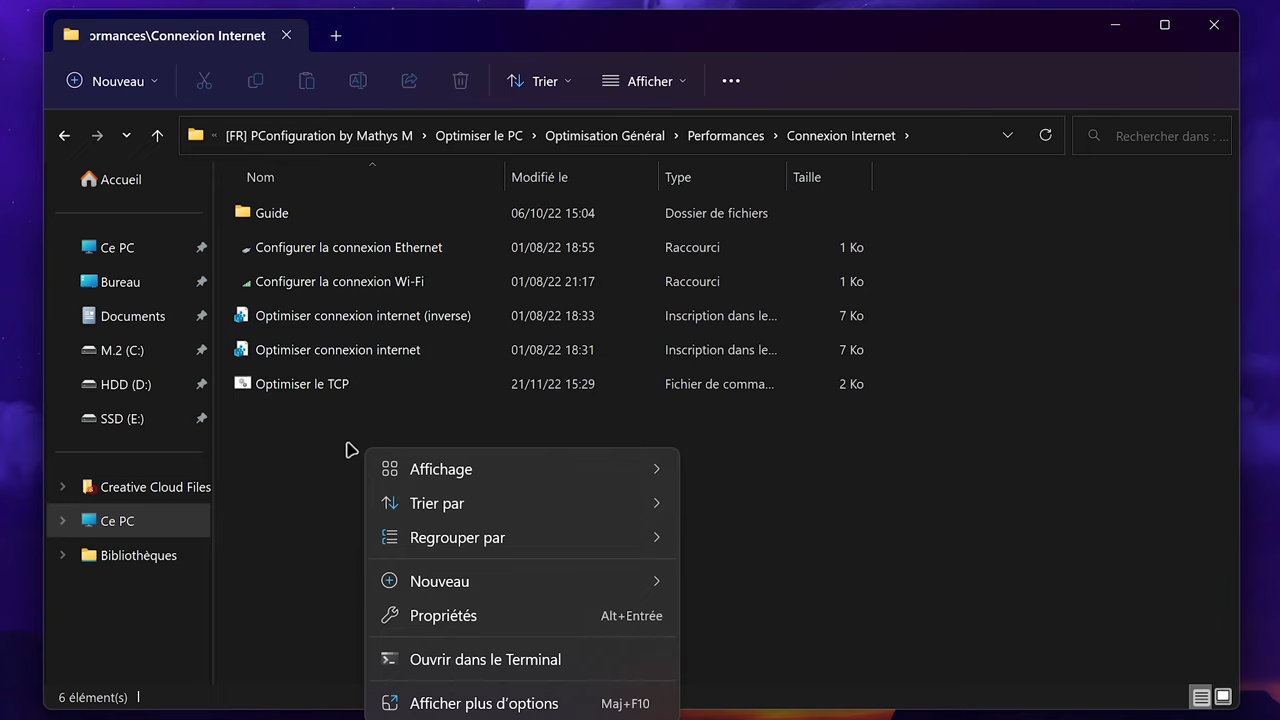 ormances\Connexion Internet
Nouveau
Trier
Afficher
« [FR] PConfiguration by Mathys M > Optimiser le PC > Optimisation Général > Performances > Connexion Internet >
Rechercher dans : ...
Nom Modifié le Type Taille
Accueil
Ce PC
Bureau
Documents
M.2 (C:)
HDD (D:)
SSD (E:)
Creative Cloud Files
Ce PC
Bibliothèques
Guide 06/10/22 15:04 Dossier de fichiers
Configurer la connexion Ethernet 01/08/22 18:55 Raccourci 1 Ko
Configurer la connexion Wi-Fi 01/08/22 21:17 Raccourci 1 Ko
Optimiser connexion internet (inverse) 01/08/22 18:33 Inscription dans le... 7 Ko
Optimiser connexion internet 01/08/22 18:31 Inscription dans le... 7 Ko
Optimiser le TCP 21/11/22 15:29 Fichier de comma... 2 Ko
Affichage
Trier par
Regrouper par
Nouveau
Propriétés Alt+Entrée
Ouvrir dans le Terminal
Afficher plus d'options Maj+F10
6 élément(s)